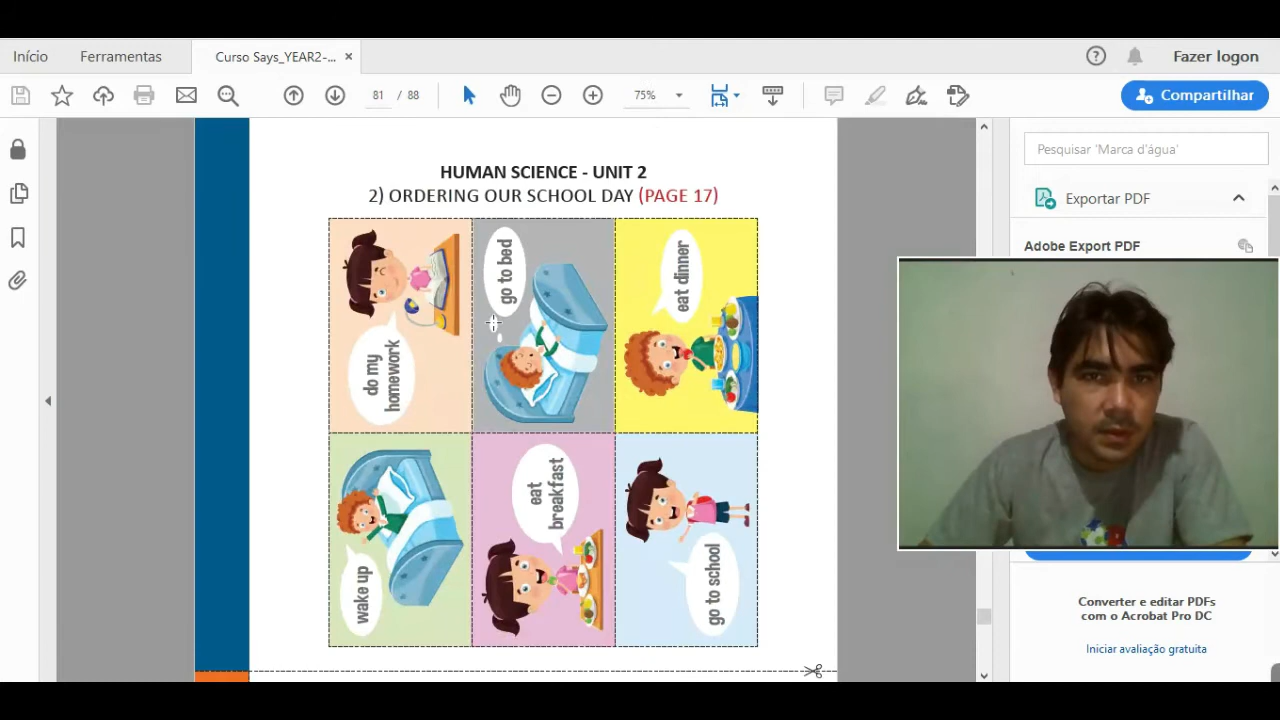 Início
Ferramentas
Curso Says_YEAR2-...
×
Fazer logon
81 / 88
75%
Compartilhar
HUMAN SCIENCE - UNIT 2
2) ORDERING OUR SCHOOL DAY (PAGE 17)
do my
homework
go to bed
eat dinner
wake up
eat
breakfast
go to school
Pesquisar 'Marca d'água'
Exportar PDF
Adobe Export PDF
Converter e editar PDFs
com o Acrobat Pro DC
Iniciar avaliação gratuita